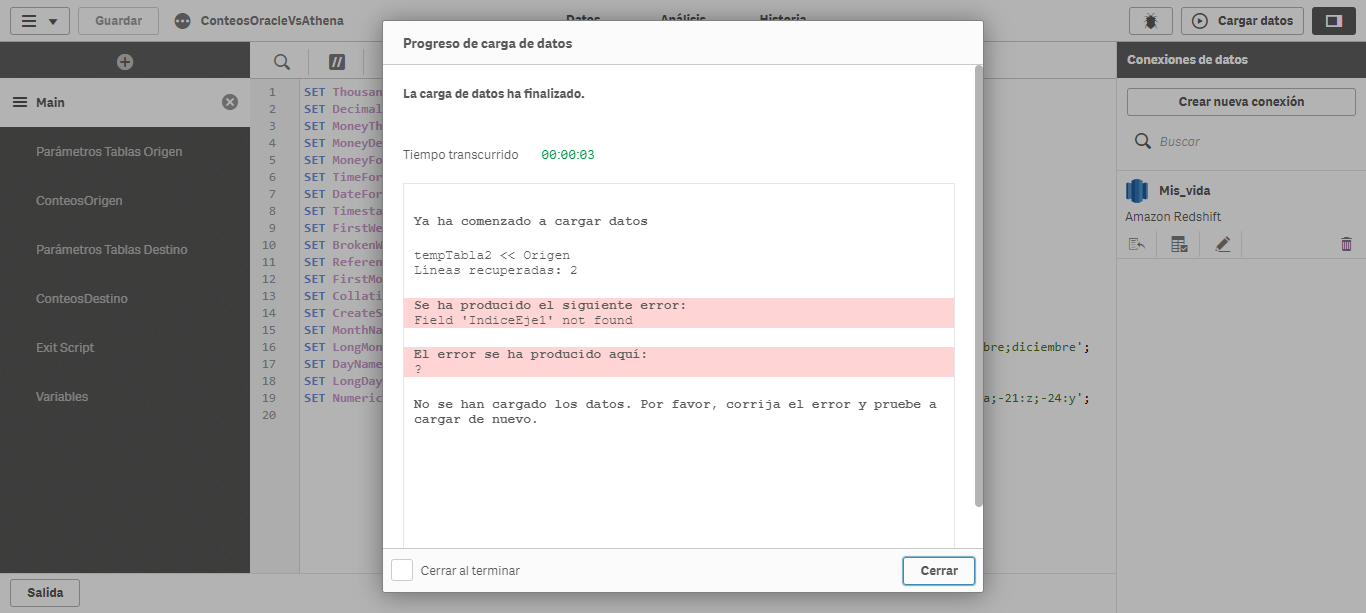 Guardar
ConteosOracleVsAthena
Datos
Análisis
Historia
Cargar datos
Main
Parámetros Tablas Origen
ConteosOrigen
Parámetros Tablas Destino
ConteosDestino
Exit Script
Variables
Salida
//
1 SET Thousan
2 SET Decimal
3 SET MoneyTh
4 SET MoneyDe
5 SET MoneyFo
6 SET TimeFor
7 SET DateFor
8 SET Timesta
9 SET FirstWe
10 SET BrokenW
11 SET Referen
12 SET FirstMo
13 SET Collati
14 SET CreateS
15 SET MonthNa
16 SET LongMon bre;diciembre';
17 SET DayName
18 SET LongDay
19 SET Numeric a;-21:z;-24:y';
20
Progreso de carga de datos
La carga de datos ha finalizado.
Tiempo transcurrido 00:00:03
Ya ha comenzado a cargar datos
tempTabla2 << Origen
Líneas recuperadas: 2
Se ha producido el siguiente error:
Field 'IndiceEje1' not found
El error se ha producido aquí:
?
No se han cargado los datos. Por favor, corrija el error y pruebe a
cargar de nuevo.
Cerrar al terminar
Cerrar
Conexiones de datos
Crear nueva conexión
Buscar
Mis_vida
Amazon Redshift